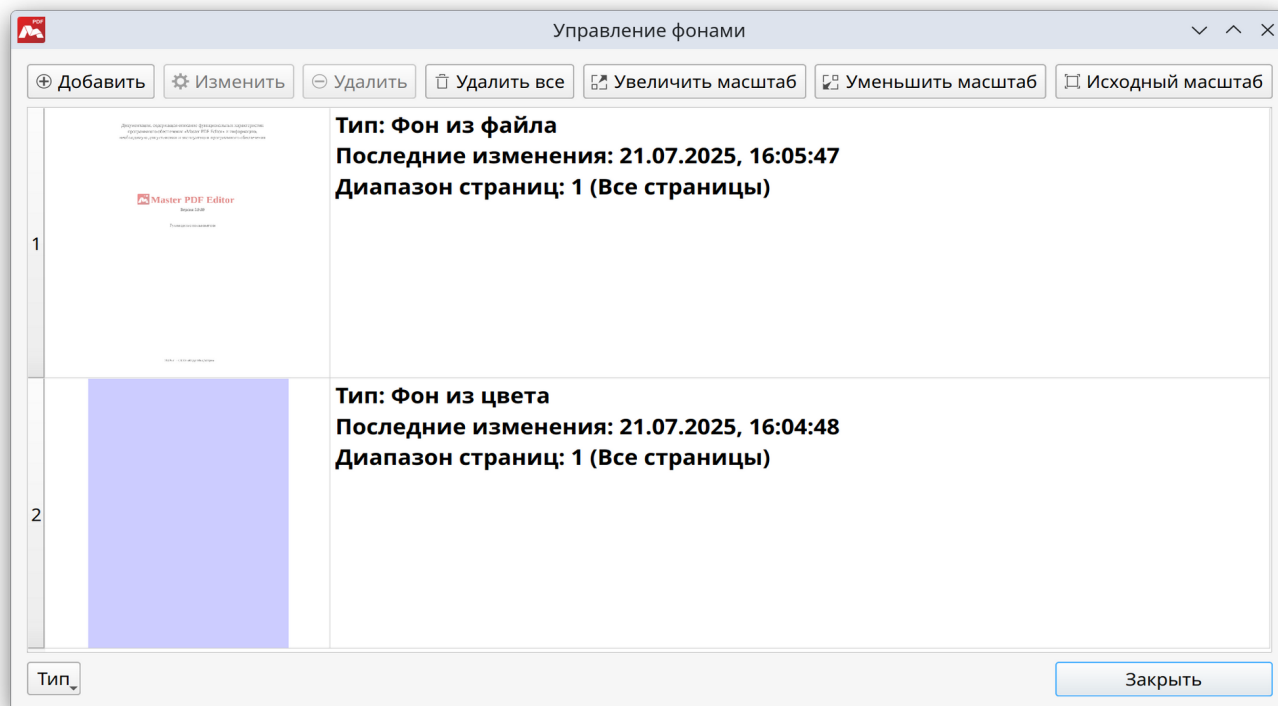 PDF
Управление фонами
Добавить
Изменить
Удалить
Удалить все
Увеличить масштаб
Уменьшить масштаб
Исходный масштаб
1
Master PDF Editor
Тип: Фон из файла
Последние изменения: 21.07.2025, 16:05:47
Диапазон страниц: 1 (Все страницы)
2
Тип: Фон из цвета
Последние изменения: 21.07.2025, 16:04:48
Диапазон страниц: 1 (Все страницы)
Тип
Закрыть